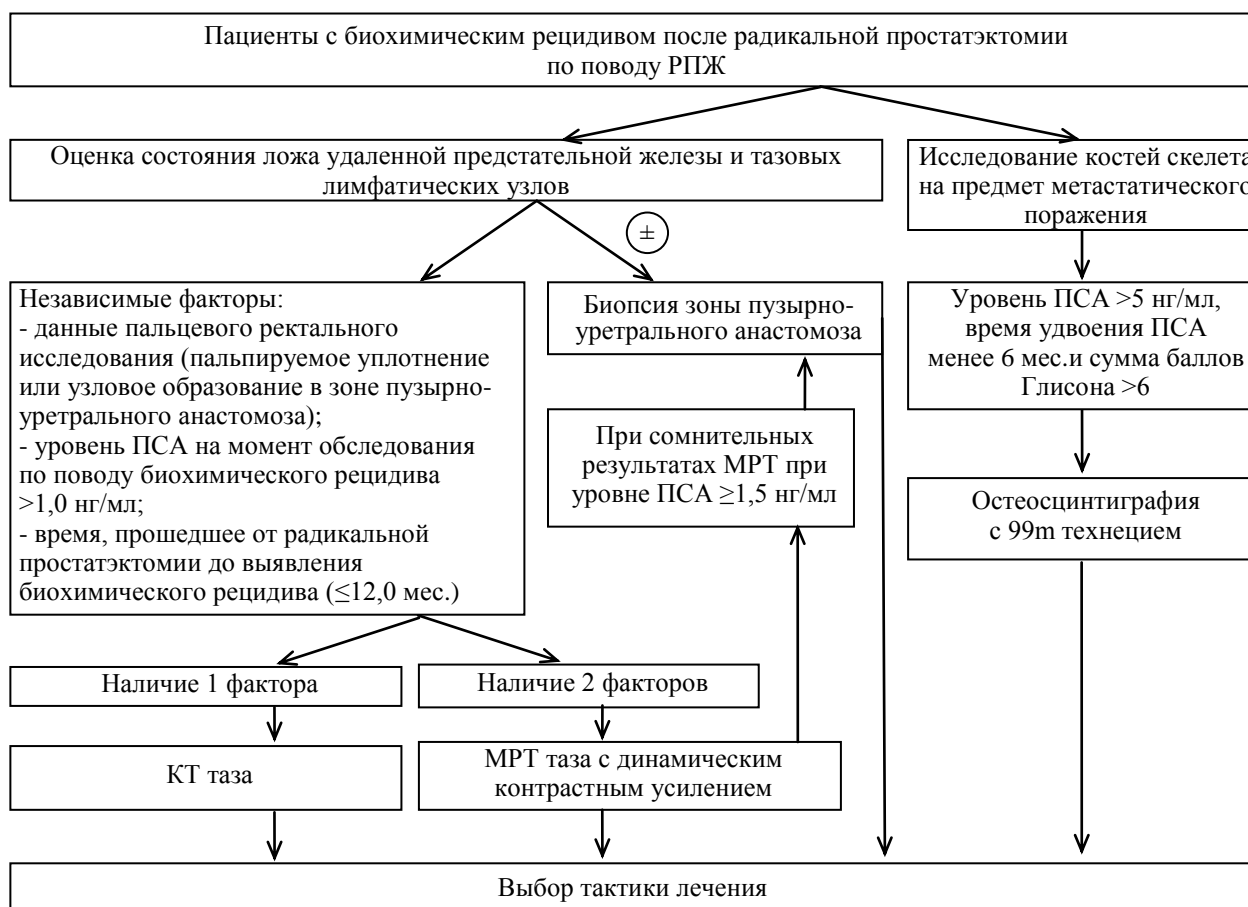 Пациенты с биохимическим рецидивом после радикальной простатэктомии
по поводу РПЖ
Оценка состояния ложа удаленной предстательной железы и тазовых
лимфатических узлов
Исследование костей скелета
на предмет метастатического
поражения
±
Независимые факторы:
- данные пальцевого ректального
исследования (пальпируемое уплотнение
или узловое образование в зоне пузырно-
уретрального анастомоза);
- уровень ПСА на момент обследования
по поводу биохимического рецидива
>1,0 нг/мл;
- время, прошедшее от радикальной
простатэктомии до выявления
биохимического рецидива (≤12,0 мес.)
Биопсия зоны пузырно-
уретрального анастомоза
При сомнительных
результатах МРТ при
уровне ПСА ≥1,5 нг/мл
Уровень ПСА >5 нг/мл,
время удвоения ПСА
менее 6 мес.и сумма баллов
Глисона >6
Остеосцинтиграфия
с 99m технецием
Наличие 1 фактора
Наличие 2 факторов
КТ таза
МРТ таза с динамическим
контрастным усилением
Выбор тактики лечения